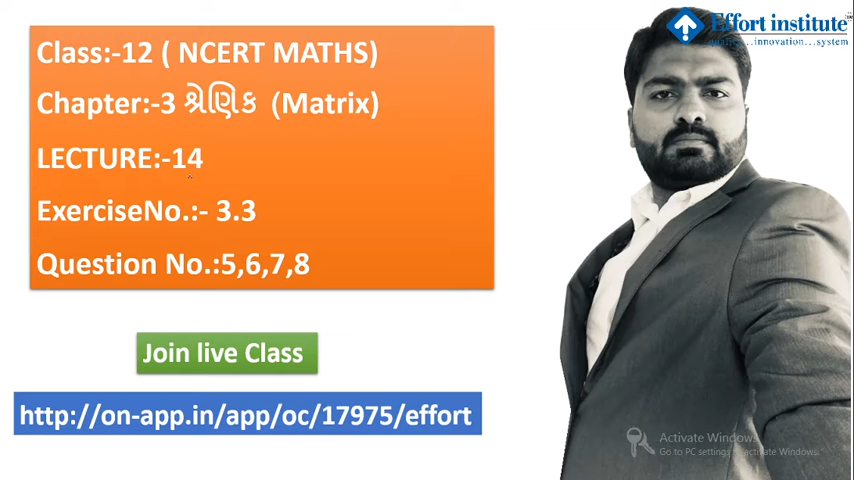 Class:-12 ( NCERT MATHS)
Chapter:-3 શ્રેણિક (Matrix)
LECTURE:-14
ExerciseNo.:- 3.3
Question No.:5,6,7,8
Join live Class
http://on-app.in/app/oc/17975/effort
Effort institute
quality...innovation...system
Activate Windows
Go to PC settings to activate Windows.